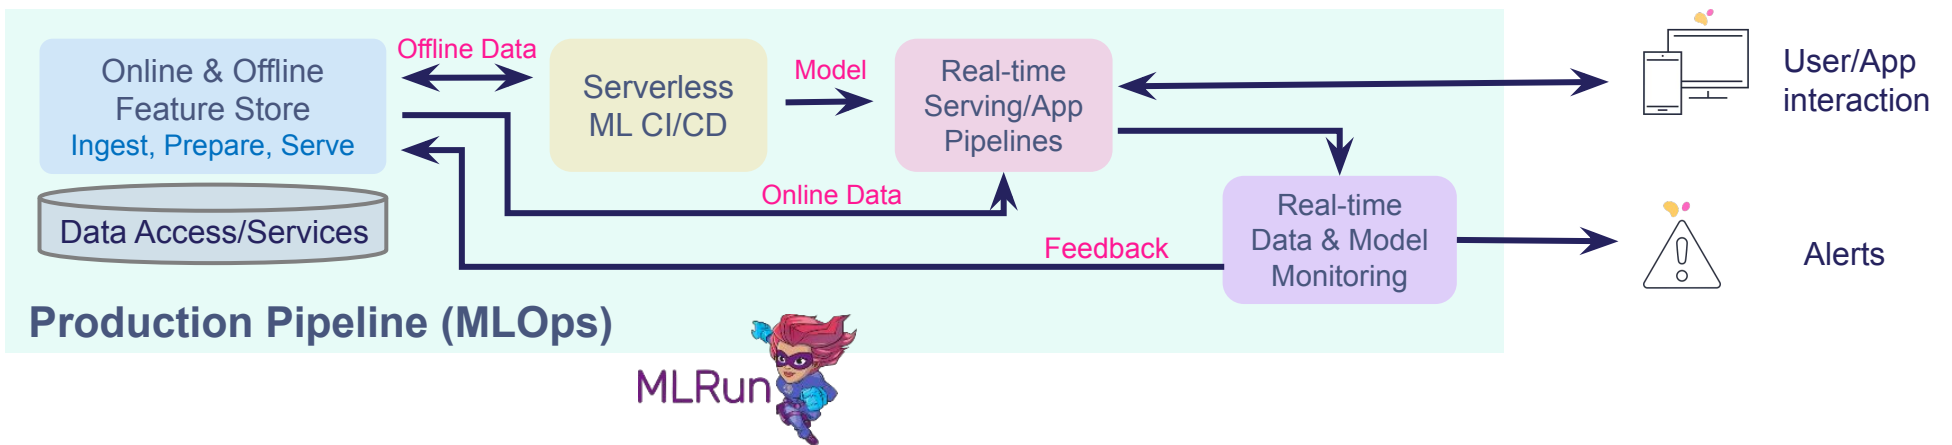 Online & Offline
Feature Store
Ingest, Prepare, Serve
Data Access/Services
Offline Data
Serverless
ML CI/CD
Model
Real-time
Serving/App
Pipelines
Online Data
Feedback
Real-time
Data & Model
Monitoring
User/App
interaction
Alerts
Production Pipeline (MLOps)
MLRun